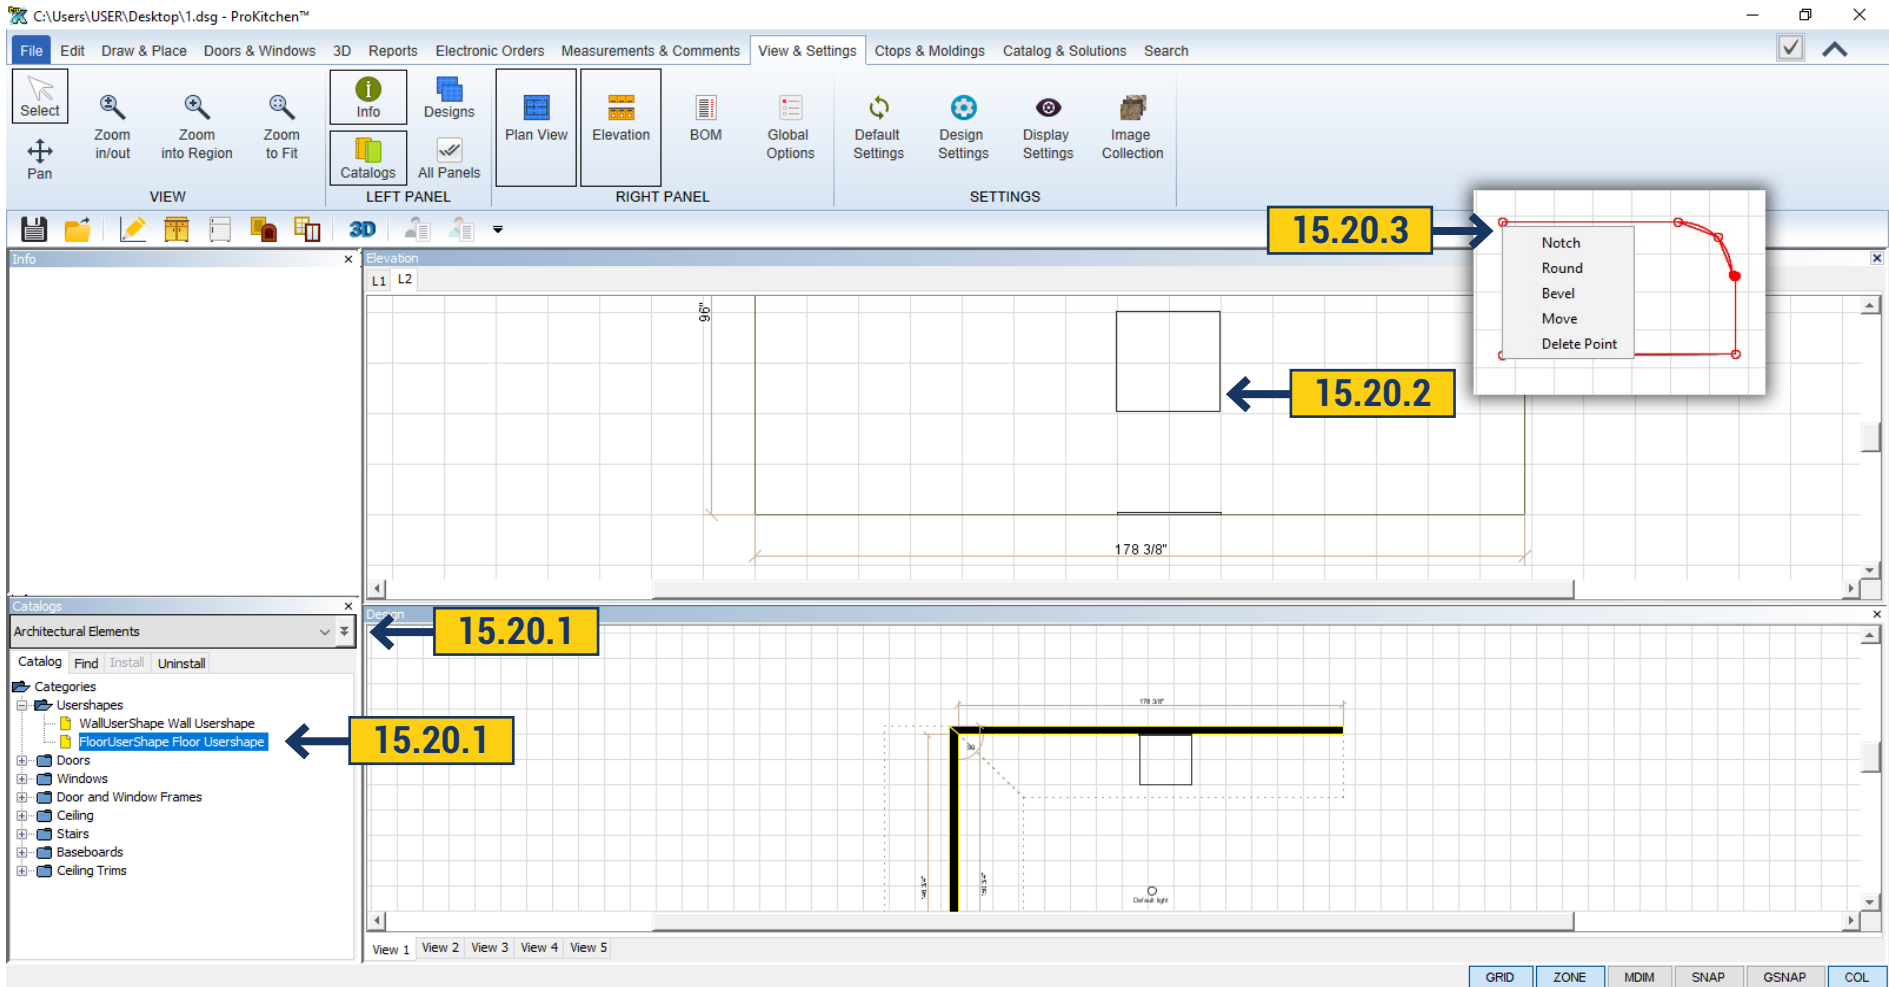 C:\Users\USER\Desktop\1.dsg - ProKitchen™
File Edit Draw & Place Doors & Windows 3D Reports Electronic Orders Measurements & Comments View & Settings Ctops & Moldings Catalog & Solutions Search
Select
Pan
Zoom in/out
Zoom into Region
Zoom to Fit
VIEW
Info
Catalogs
Designs
All Panels
LEFT PANEL
Plan View
Elevation
BOM
Global Options
RIGHT PANEL
Default Settings
Design Settings
Display Settings
Image Collection
SETTINGS
3D
15.20.3
Notch
Round
Bevel
Move
Delete Point
Info
Elevation
L1 L2
96"
15.20.2
178 3/8"
Catalogs
Architectural Elements
15.20.1
Catalog Find Install Uninstall
Categories
Usershapes
WallUserShape Wall Usershape
FloorUserShape Floor Usershape
15.20.1
Doors
Windows
Door and Window Frames
Ceiling
Stairs
Baseboards
Ceiling Trims
Design
178 3/8"
Default light
View 1 View 2 View 3 View 4 View 5
GRID ZONE MDIM SNAP GSNAP COL